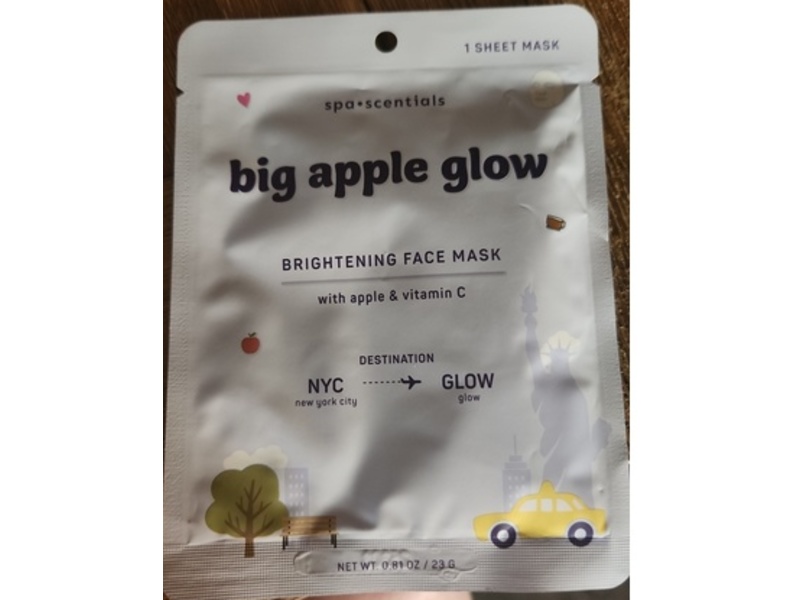 1 SHEET MASK
spa•scentials
big apple glow
BRIGHTENING FACE MASK
with apple & vitamin C
DESTINATION
NYC GLOW
new york city glow
NET WT. 0.81 OZ / 23 G